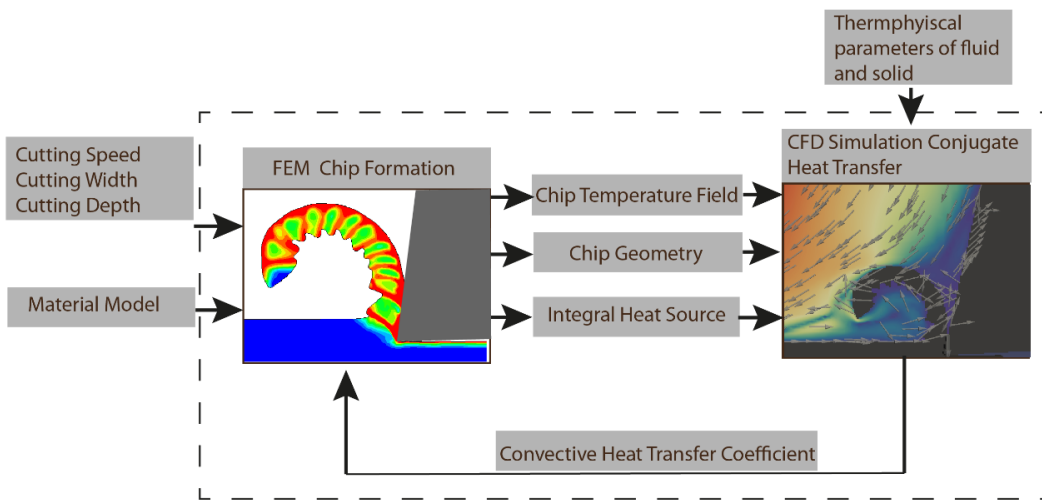 Thermphyiscal
parameters of fluid
and solid
Cutting Speed
Cutting Width
Cutting Depth
Material Model
FEM Chip Formation
Chip Temperature Field
Chip Geometry
Integral Heat Source
CFD Simulation Conjugate
Heat Transfer
Convective Heat Transfer Coefficient